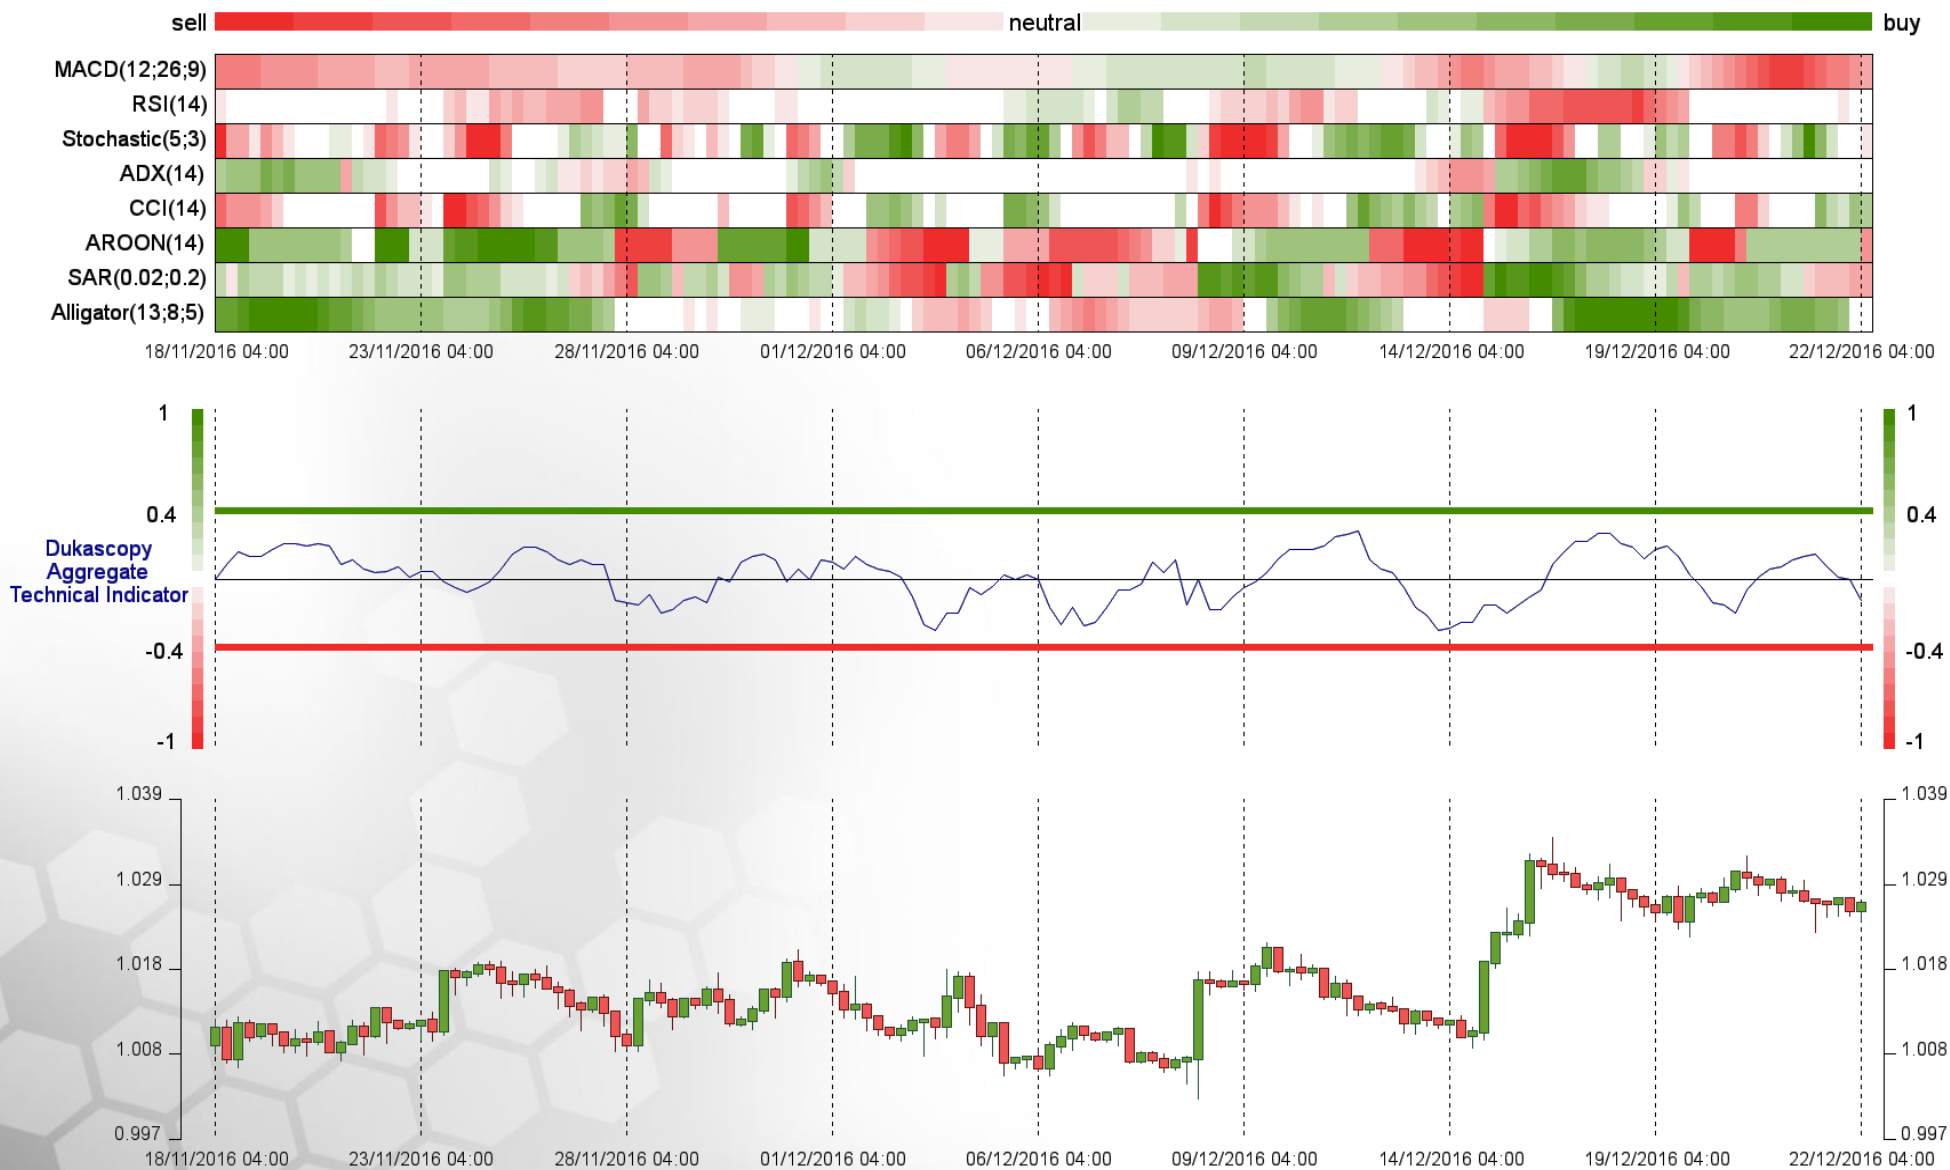 sell neutral buy
MACD(12;26;9)
RSI(14)
Stochastic(5;3)
ADX(14)
CCI(14)
AROON(14)
SAR(0.02;0.2)
Alligator(13;8;5)
18/11/2016 04:00 23/11/2016 04:00 28/11/2016 04:00 01/12/2016 04:00 06/12/2016 04:00 09/12/2016 04:00 14/12/2016 04:00 19/12/2016 04:00 22/12/2016 04:00
1 1
0.4 0.4
Dukascopy
Aggregate
Technical Indicator
-0.4 -0.4
-1 -1
1.039 1.039
1.029 1.029
1.018 1.018
1.008 1.008
0.997 0.997
18/11/2016 04:00 23/11/2016 04:00 28/11/2016 04:00 01/12/2016 04:00 06/12/2016 04:00 09/12/2016 04:00 14/12/2016 04:00 19/12/2016 04:00 22/12/2016 04:00